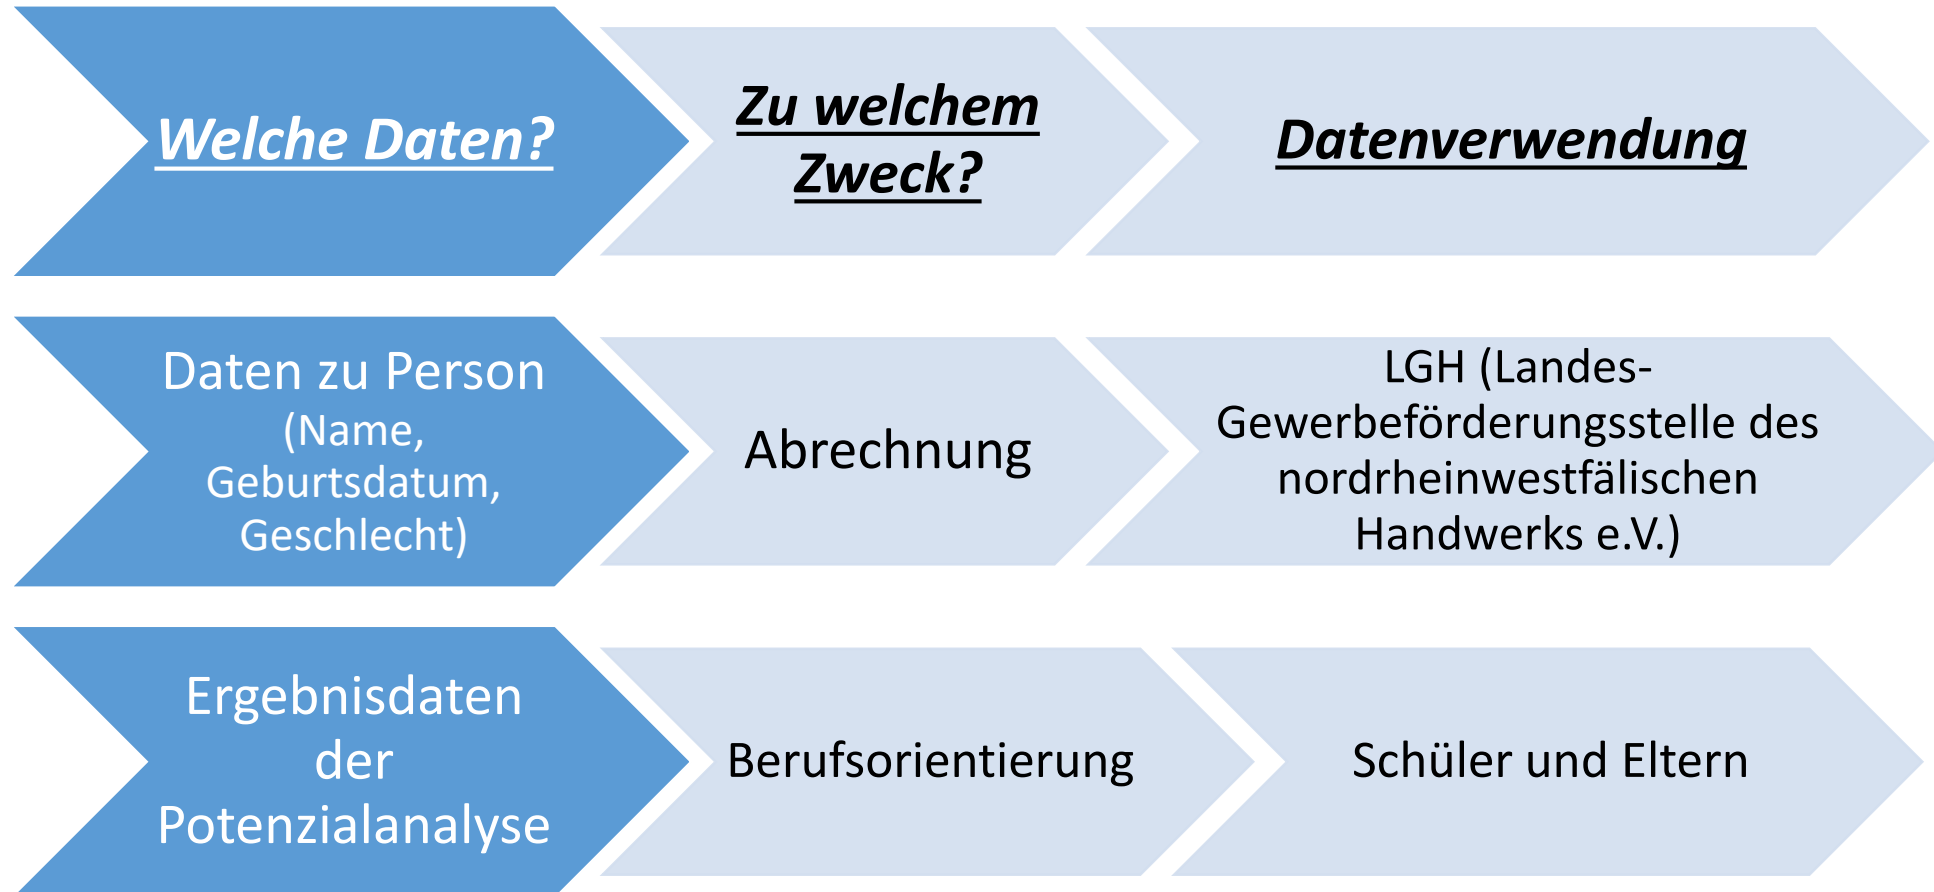 Welche Daten?
Zu welchem
Zweck?
Datenverwendung
Daten zu Person
(Name,
Geburtsdatum,
Geschlecht)
Abrechnung
LGH (Landes-
Gewerbeförderungsstelle des
nordrheinwestfälischen
Handwerks e.V.)
Ergebnisdaten
der
Potenzialanalyse
Berufsorientierung
Schüler und Eltern